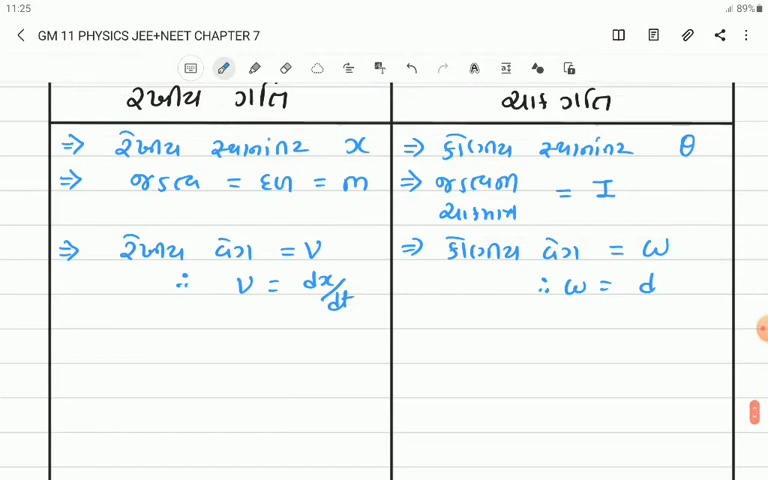 11:25 89%
GM 11 PHYSICS JEE+NEET CHAPTER 7
રેખીય ગતિ
⇒ રેખીય સ્થાનાંતર x
⇒ જડત્વ = દળ = m
⇒ રેખીય વેગ = v
∴ v = dx/dt
ચાક ગતિ
⇒ કોણીય સ્થાનાંતર θ
⇒ જડત્વની ચાકમાત્રા = I
⇒ કોણીય વેગ = ω
∴ ω = d